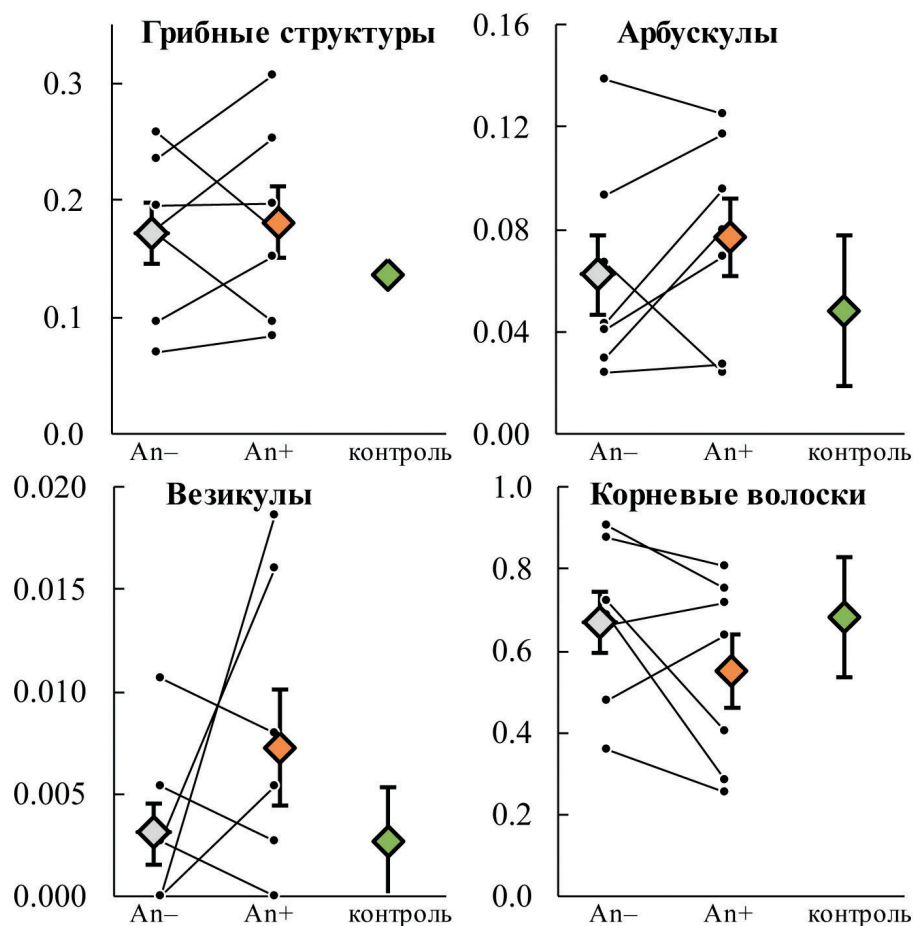 Грибные структуры
0.3
0.2
0.1
0.0
An–
An+
контроль
Арбускулы
0.16
0.12
0.08
0.04
0.00
An–
An+
контроль
Везикулы
0.020
0.015
0.010
0.005
0.000
An–
An+
контроль
Корневые волоски
1.0
0.8
0.6
0.4
0.2
0.0
An–
An+
контроль